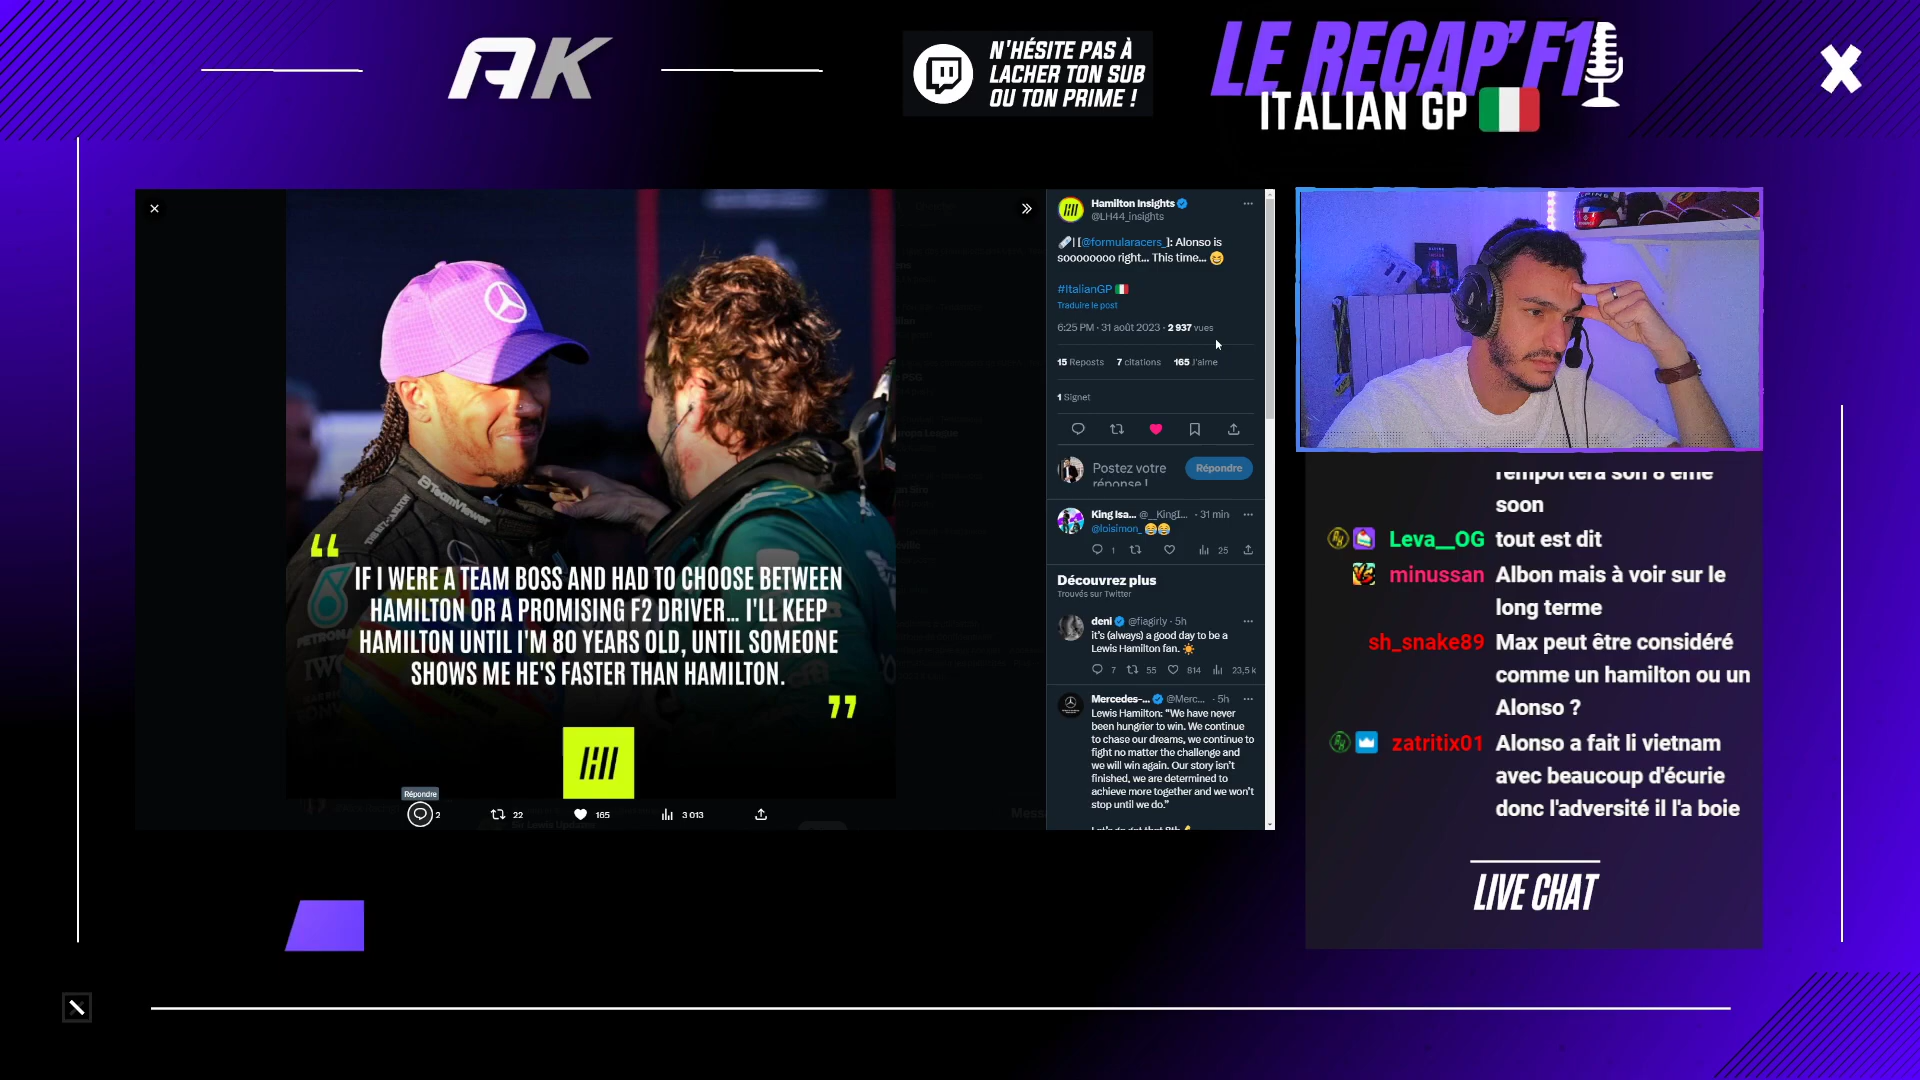 AK
N'HÉSITE PAS À
LACHER TON SUB
OU TON PRIME !
LE RECAP'F1
ITALIAN GP
Hamilton Insights
@LH44_insights
| [@formularacers_]: Alonso is
soooooooo right... This time...
#ItalianGP
Traduire le post
6:25 PM · 31 août 2023 · 2 937 vues
15 Reposts 7 citations 165 J'aime
1 Signet
Postez votre
réponse !
Répondre
King Isa... @__King1... · 31 min
@loisimon_
1 25
Découvrez plus
Trouvés sur Twitter
deni @fiagirly · 5h
it's (always) a good day to be a
Lewis Hamilton fan.
7 55 814 23,5 k
Mercedes-... @Merc... · 5h
Lewis Hamilton: "We have never
been hungrier to win. We continue
to chase our dreams, we continue to
fight no matter the challenge and
we will win again. Our story isn't
finished, we are determined to
achieve more together and we won't
stop until we do."
TeamViewer
PETRONAS
IWC
“
IF I WERE A TEAM BOSS AND HAD TO CHOOSE BETWEEN
HAMILTON OR A PROMISING F2 DRIVER... I'LL KEEP
HAMILTON UNTIL I'M 80 YEARS OLD, UNTIL SOMEONE
SHOWS ME HE'S FASTER THAN HAMILTON.
”
Répondre
2 22 165 3 013
remportera son 8 eme
soon
Leva__OG tout est dit
minussan Albon mais à voir sur le
long terme
sh_snake89 Max peut être considéré
comme un hamilton ou un
Alonso ?
zatritix01 Alonso a fait li vietnam
avec beaucoup d'écurie
donc l'adversité il l'a boie
LIVE CHAT